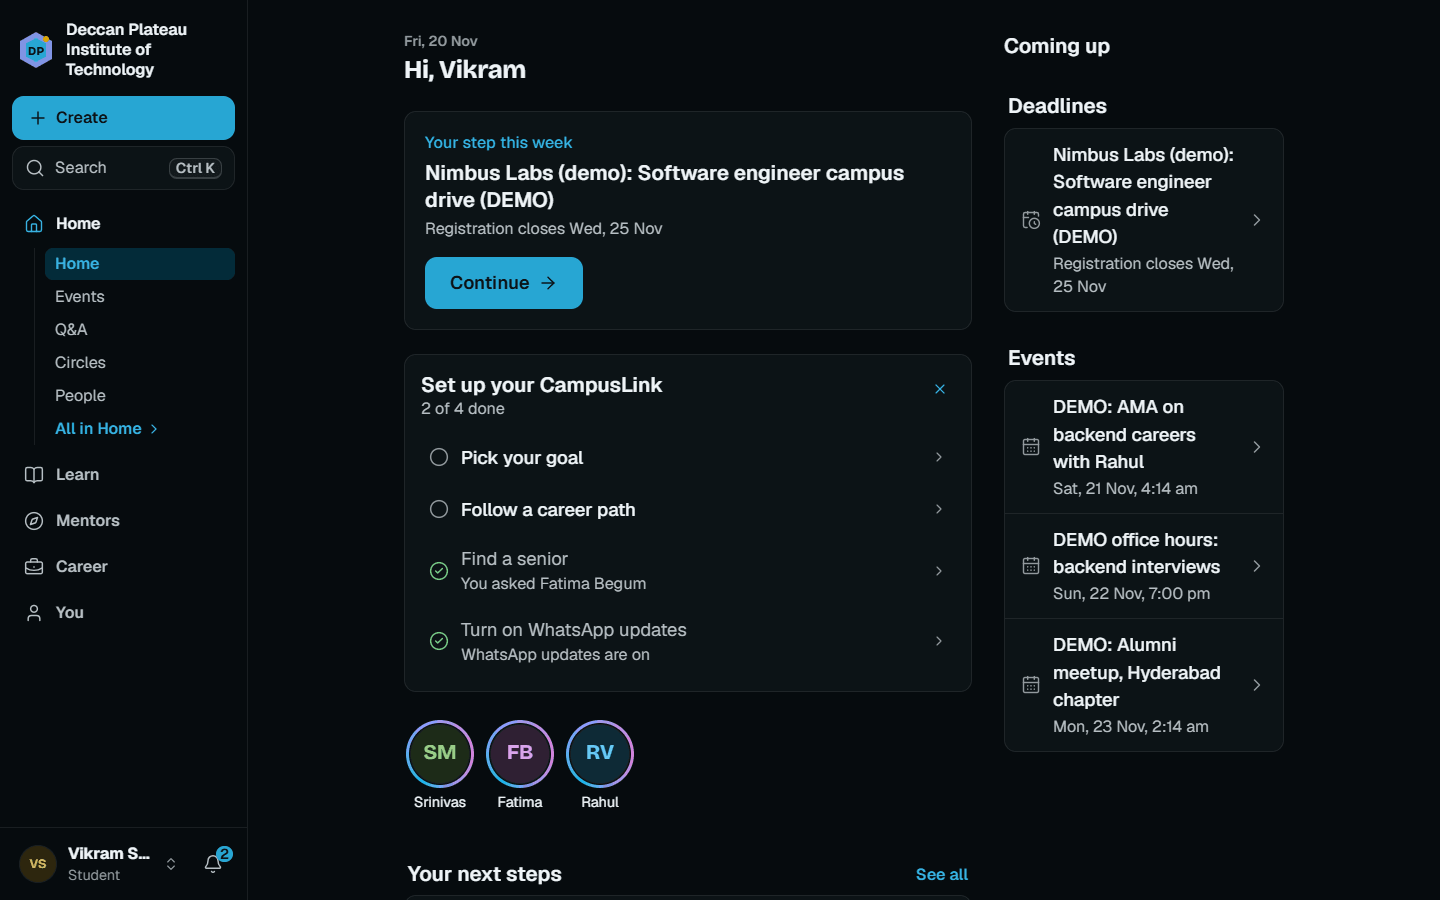 DP
Deccan Plateau
Institute of
Technology
Create
Search
Ctrl K
Home
Home
Events
Q&A
Circles
People
All in Home
Learn
Mentors
Career
You
VS
Vikram S...
Student
2
Fri, 20 Nov
Hi, Vikram
Your step this week
Nimbus Labs (demo): Software engineer campus
drive (DEMO)
Registration closes Wed, 25 Nov
Continue
Set up your CampusLink
2 of 4 done
Pick your goal
Follow a career path
Find a senior
You asked Fatima Begum
Turn on WhatsApp updates
WhatsApp updates are on
SM
FB
RV
Srinivas
Fatima
Rahul
Your next steps
See all
Coming up
Deadlines
Nimbus Labs (demo):
Software engineer
campus drive
(DEMO)
Registration closes Wed,
25 Nov
Events
DEMO: AMA on
backend careers
with Rahul
Sat, 21 Nov, 4:14 am
DEMO office hours:
backend interviews
Sun, 22 Nov, 7:00 pm
DEMO: Alumni
meetup, Hyderabad
chapter
Mon, 23 Nov, 2:14 am